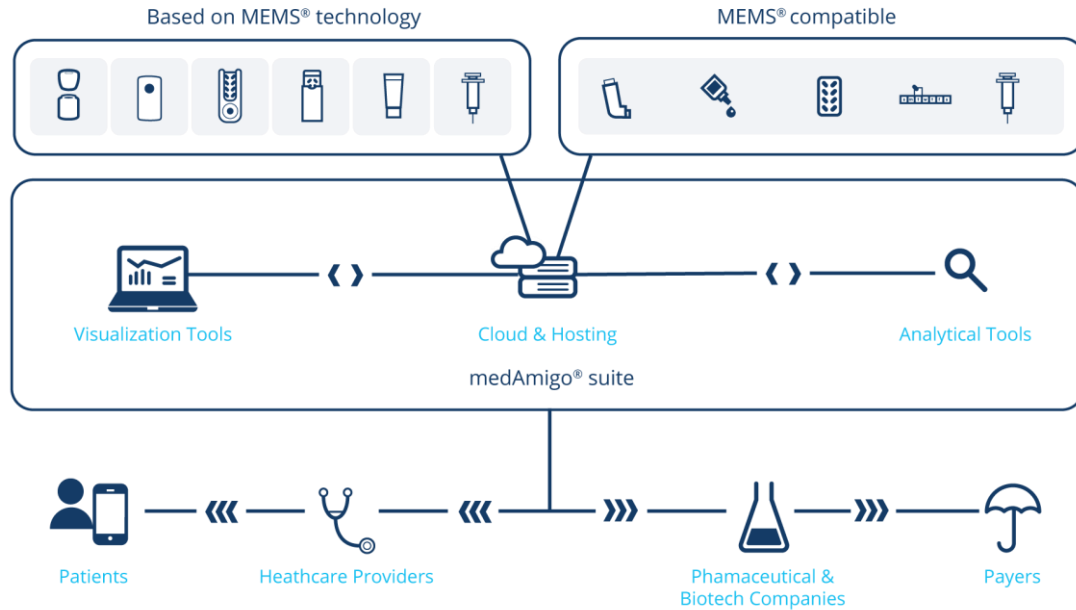 Based on MEMS® technology
MEMS® compatible
Visualization Tools
Cloud & Hosting
Analytical Tools
medAmigo® suite
Patients
Heathcare Providers
Phamaceutical &
Biotech Companies
Payers